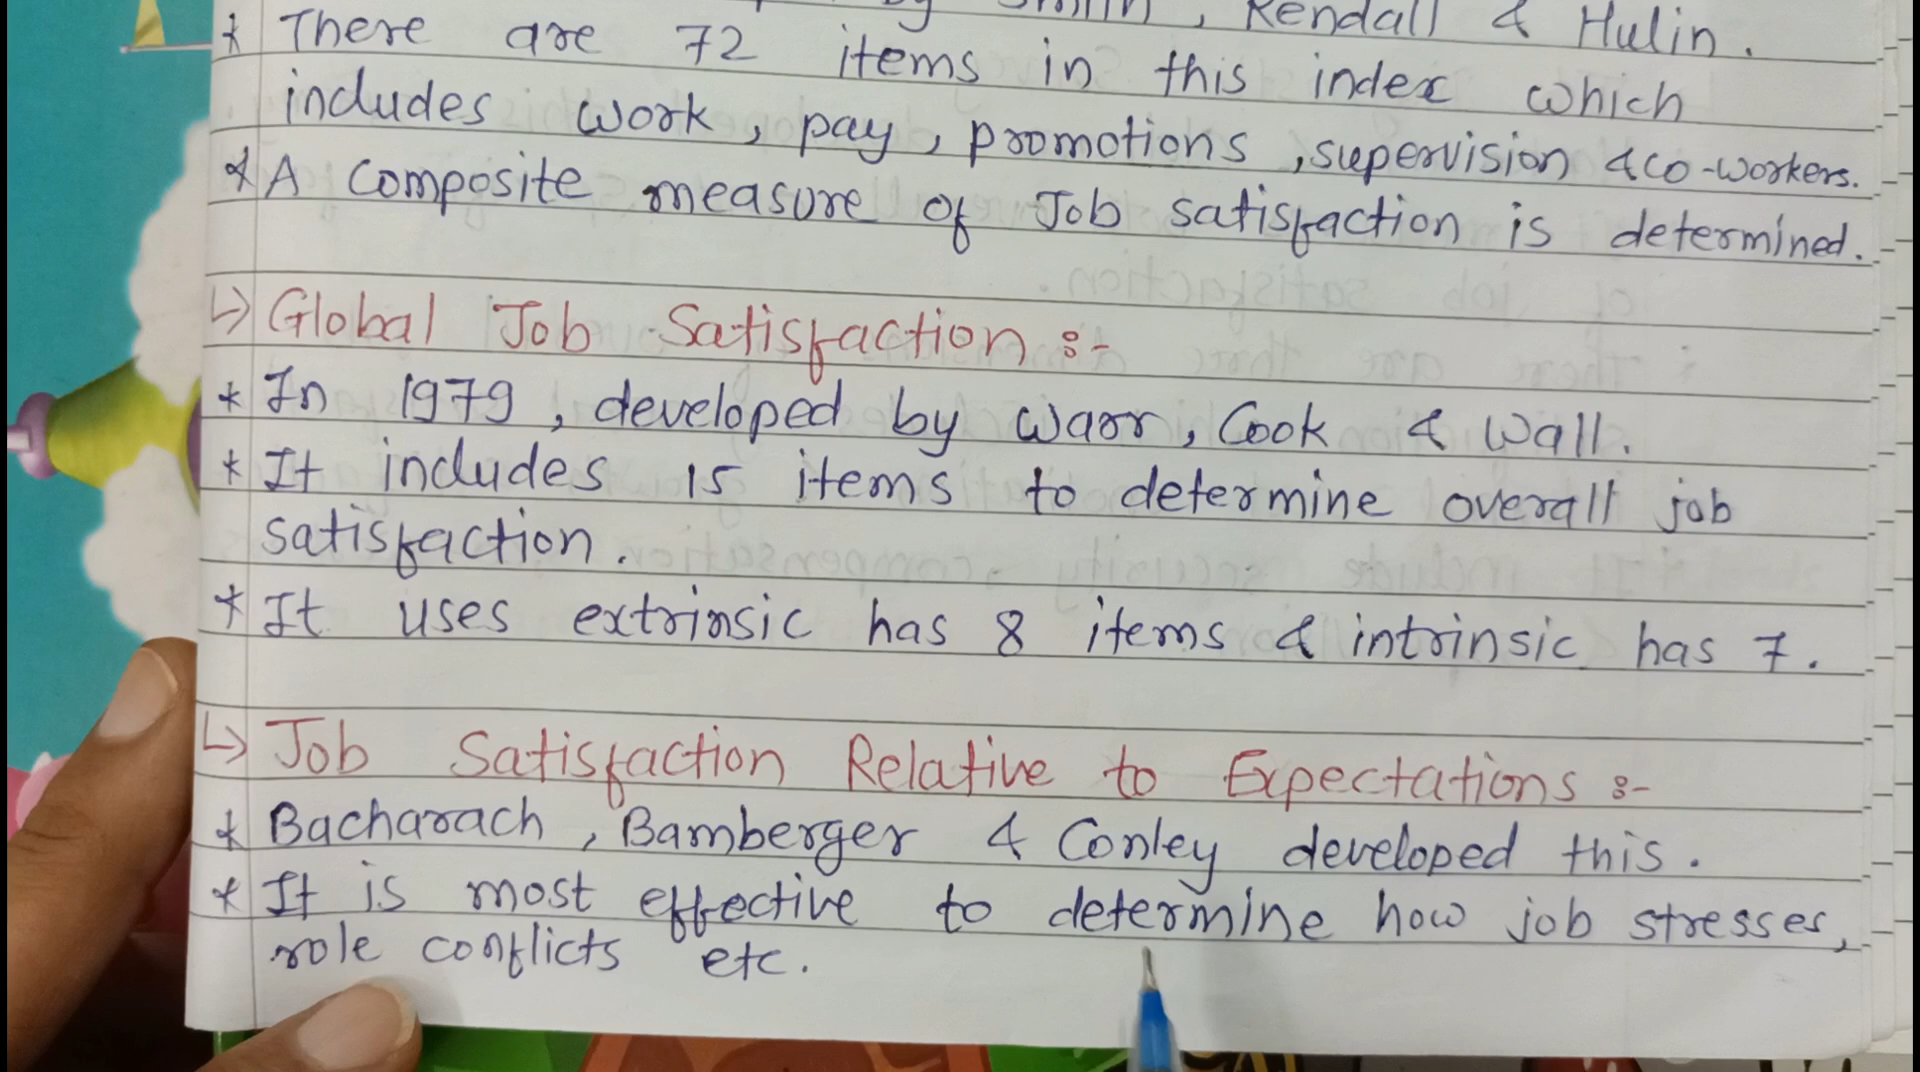 by Smith, Kendall & Hulin.
* There are 72 items in this index which
includes work, pay, promotions, supervision & co-workers.
* A composite measure of Job satisfaction is determined.
↳ Global Job Satisfaction :-
* In 1979, developed by Warr, Cook & Wall.
* It includes 15 items to determine overall job
satisfaction.
* It uses extrinsic has 8 items & intrinsic has 7.
↳ Job Satisfaction Relative to Expectations :-
* Bacharach, Bamberger & Conley developed this.
* It is most effective to determine how job stresses,
role conflicts etc.